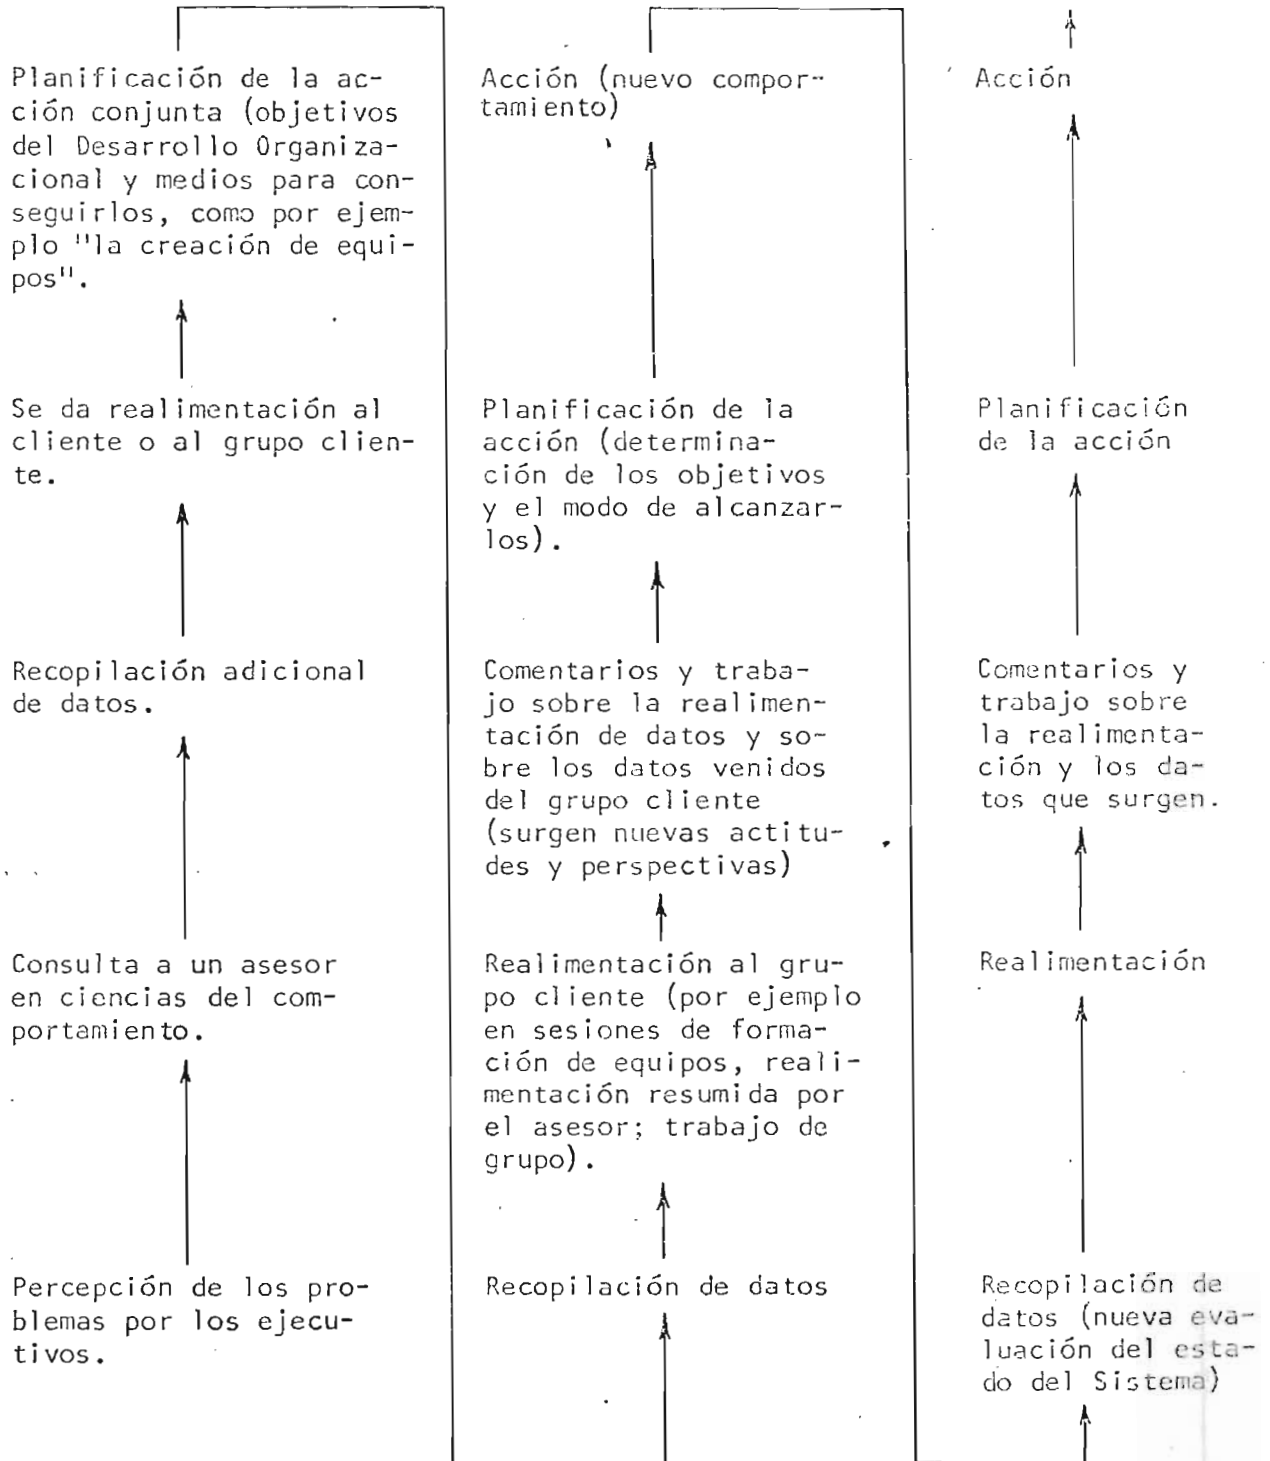 Planificación de la ac-
ción conjunta (objetivos
del Desarrollo Organiza-
cional y medios para con-
seguirlos, como por ejem-
plo "la creación de equi-
pos".
Se da realimentación al
cliente o al grupo clien-
te.
Recopilación adicional
de datos.
Consulta a un asesor
en ciencias del com-
portamiento.
Percepción de los pro-
blemas por los ejecu-
tivos.
Acción (nuevo compor-
tamiento)
Planificación de la
acción (determina-
ción de los objetivos
y el modo de alcanzar-
los).
Comentarios y traba-
jo sobre la realimen-
tación de datos y so-
bre los datos venidos
del grupo cliente
(surgen nuevas actitu-
des y perspectivas)
Realimentación al gru-
po cliente (por ejemplo
en sesiones de forma-
ción de equipos, reali-
mentación resumida por
el asesor; trabajo de
grupo).
Recopilación de datos
Acción
Planificación
de la acción
Comentarios y
trabajo sobre
la realimenta-
ción y los da-
tos que surgen.
Realimentación
Recopilación de
datos (nueva eva-
luación del esta-
do del Sistema)